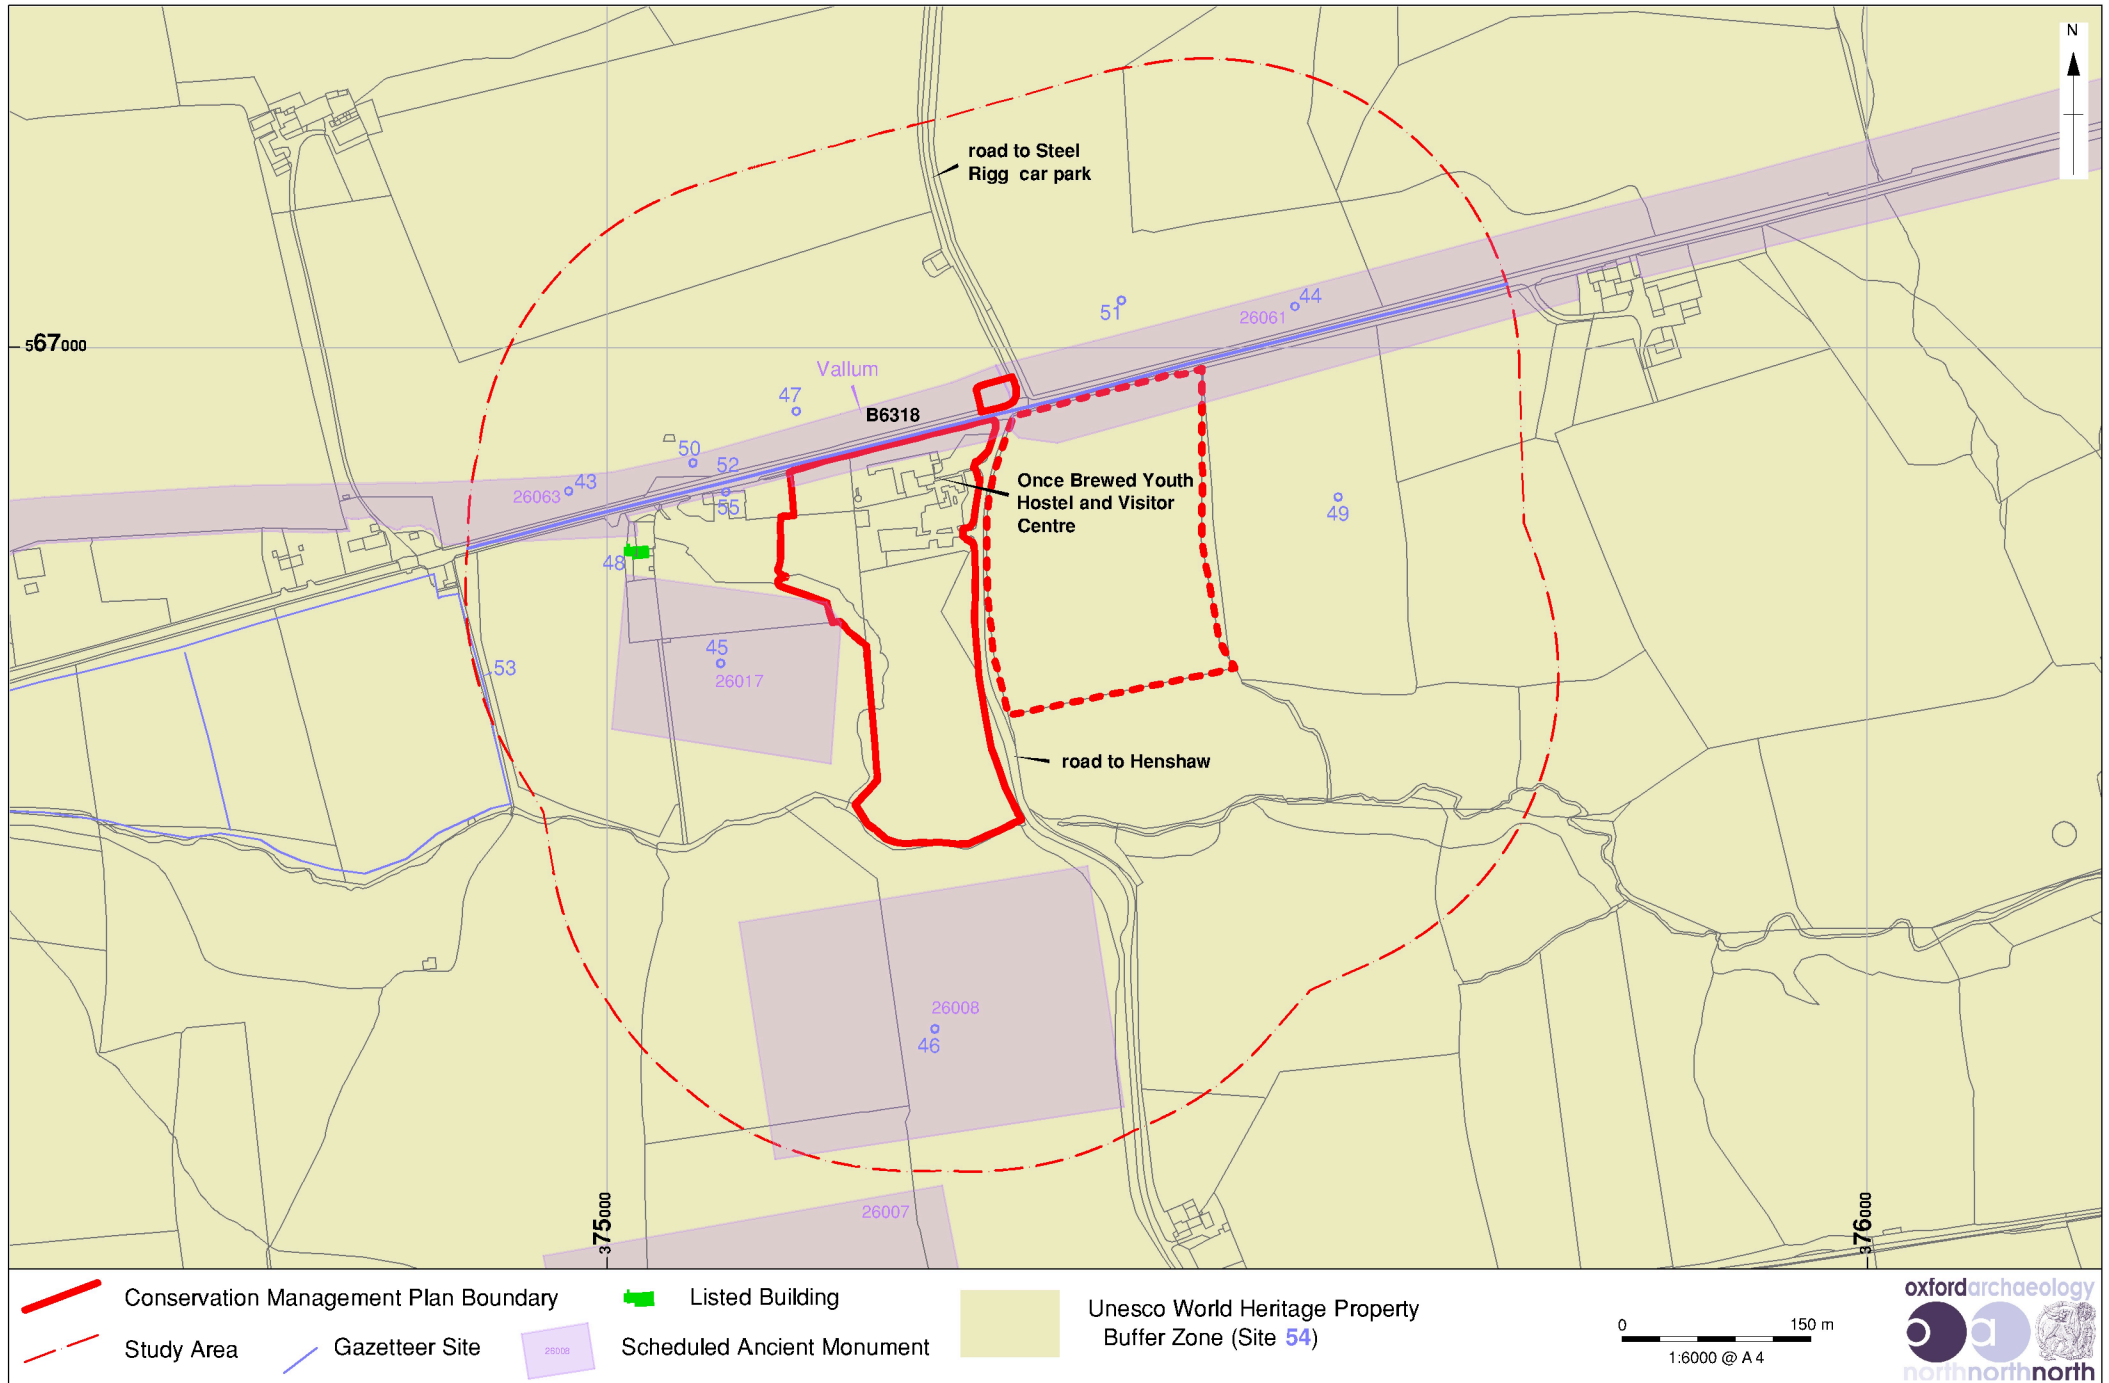 N
road to Steel
Rigg car park
51
44
26061
567000
Vallum
47
B6318
50
52
43
26063
55
Once Brewed Youth
Hostel and Visitor
Centre
49
48
45
26017
53
road to Henshaw
26008
46
26007
375000
376000
Conservation Management Plan Boundary
Listed Building
Unesco World Heritage Property
Buffer Zone (Site 54)
Study Area
Gazetteer Site
26008
Scheduled Ancient Monument
0 150 m
1:6000 @ A4
oxfordarchaeology
o a
northnorthnorth